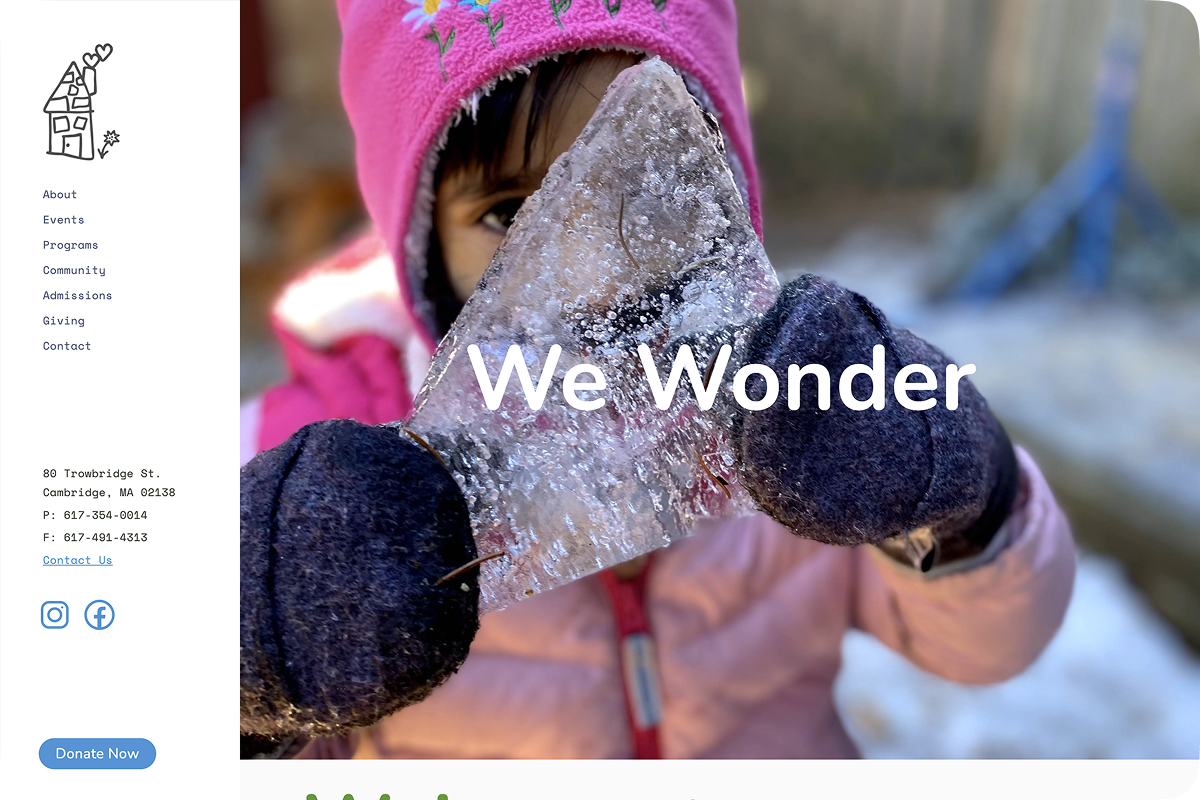 About
Events
Programs
Community
Admissions
Giving
Contact
80 Trowbridge St.
Cambridge, MA 02138
P: 617-354-0014
F: 617-491-4313
Contact Us
Donate Now
We Wonder